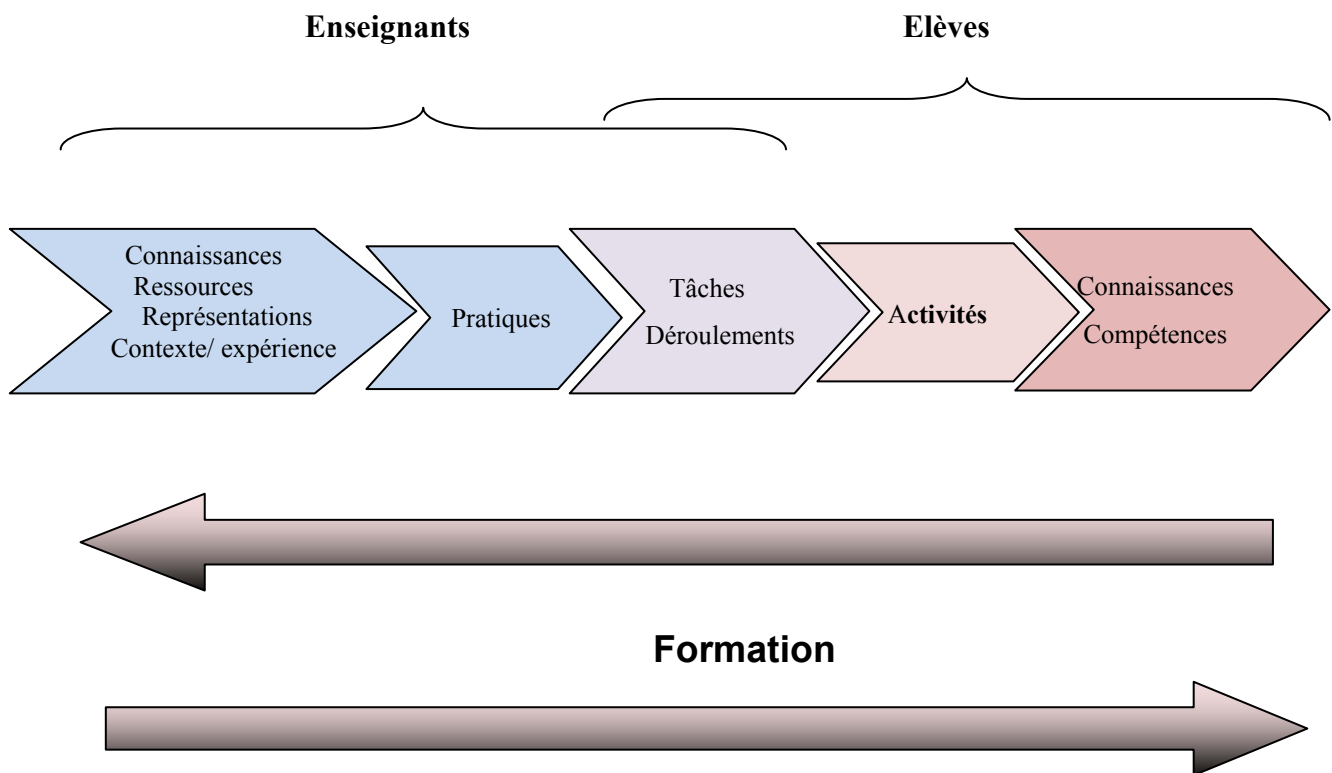 Enseignants
Elèves
Connaissances
Ressources
Représentations
Contexte/ expérience
Pratiques
Tâches
Déroulements
Activités
Connaissances
Compétences
Formation